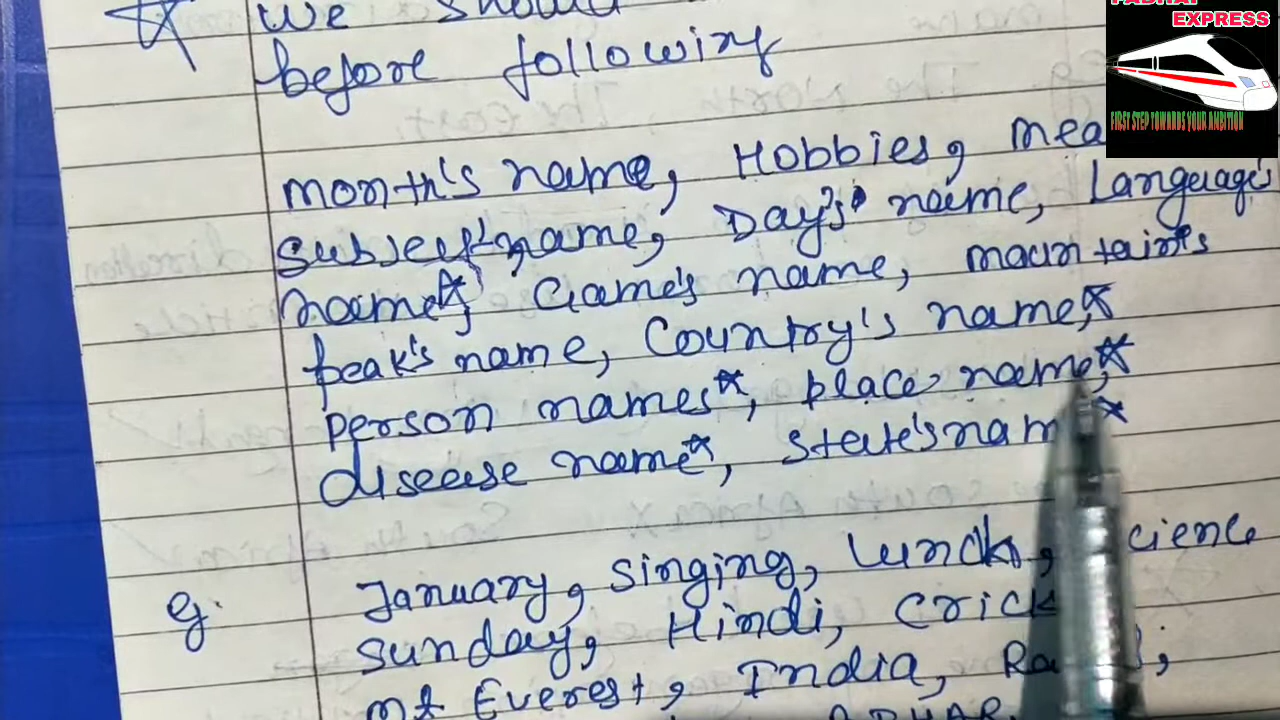 PADHAI
EXPRESS
FIRST STEP TOWARDS YOUR AMBITION
We should
before following
month's name, Hobbies, mea
subject name, Day's name, Language's
name, Game's name, mountain's
peak's name, Country's name,
person names, place name,
disease name, state's nam
eg. January, singing, lunch, cience
sunday, Hindi, Crick
mt Everest, India, Ra